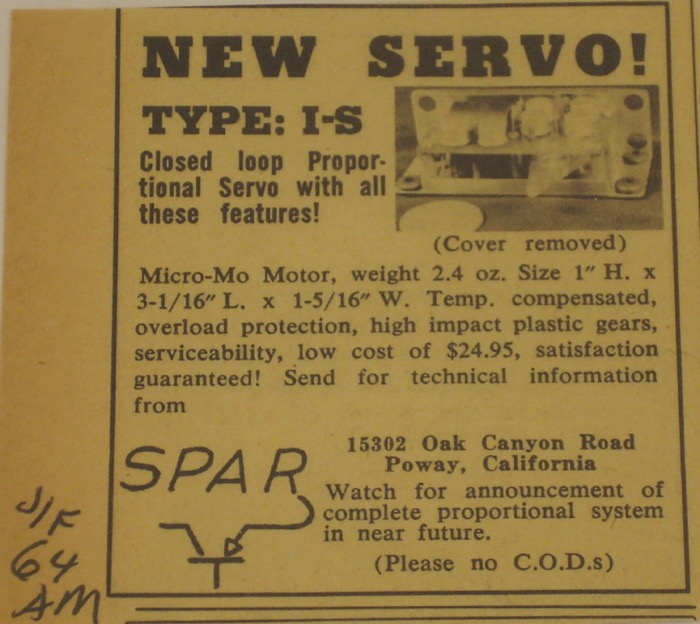 NEW SERVO!
TYPE: I-S
Closed loop Propor-
tional Servo with all
these features!
(Cover removed)
Micro-Mo Motor, weight 2.4 oz. Size 1″ H. x
3-1/16″ L. x 1-5/16″ W. Temp. compensated,
overload protection, high impact plastic gears,
serviceability, low cost of $24.95, satisfaction
guaranteed! Send for technical information
from
SPAR
15302 Oak Canyon Road
Poway, California
Watch for announcement of
complete proportional system
in near future.
(Please no C.O.D.s)
J/F
64
AM